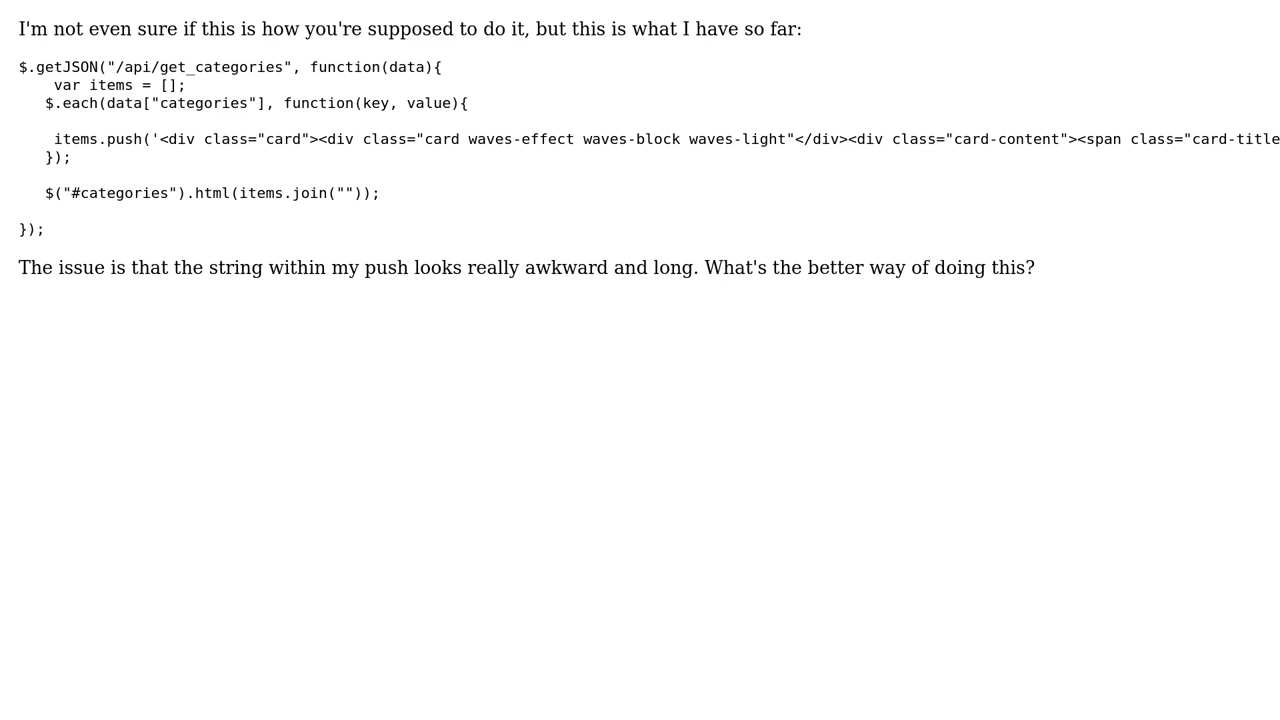 I'm not even sure if this is how you're supposed to do it, but this is what I have so far:
$.getJSON("/api/get_categories", function(data){
    var items = [];
   $.each(data["categories"], function(key, value){
    items.push('<div class="card"><div class="card waves-effect waves-block waves-light"</div><div class="card-content"><span class="card-title
   });
   $("#categories").html(items.join(""));
});
The issue is that the string within my push looks really awkward and long. What's the better way of doing this?